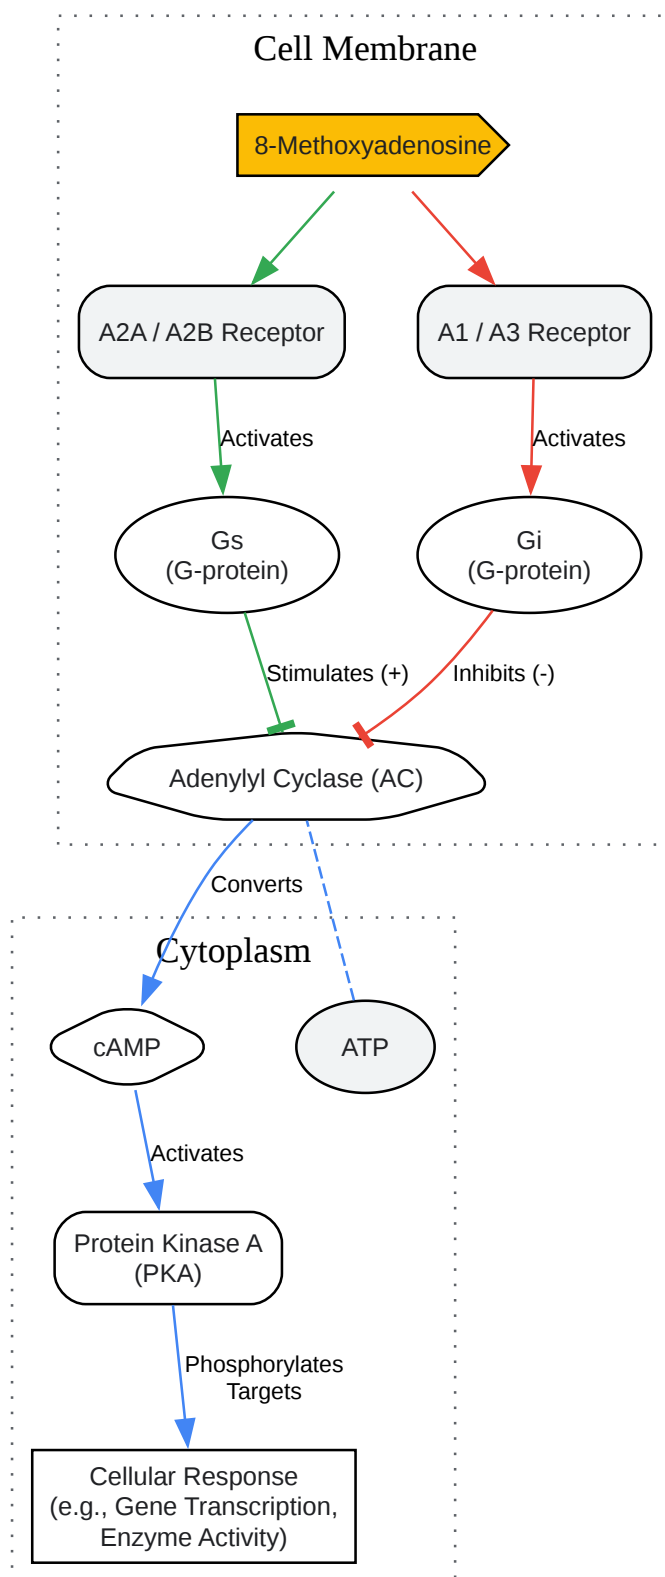 Cell Membrane
8-Methoxyadenosine
A2A / A2B Receptor
A1 / A3 Receptor
Activates
Activates
Gs
(G-protein)
Gi
(G-protein)
Stimulates (+)
Inhibits (-)
Adenylyl Cyclase (AC)
Converts
Cytoplasm
cAMP
ATP
Activates
Protein Kinase A
(PKA)
Phosphorylates
Targets
Cellular Response
(e.g., Gene Transcription,
Enzyme Activity)